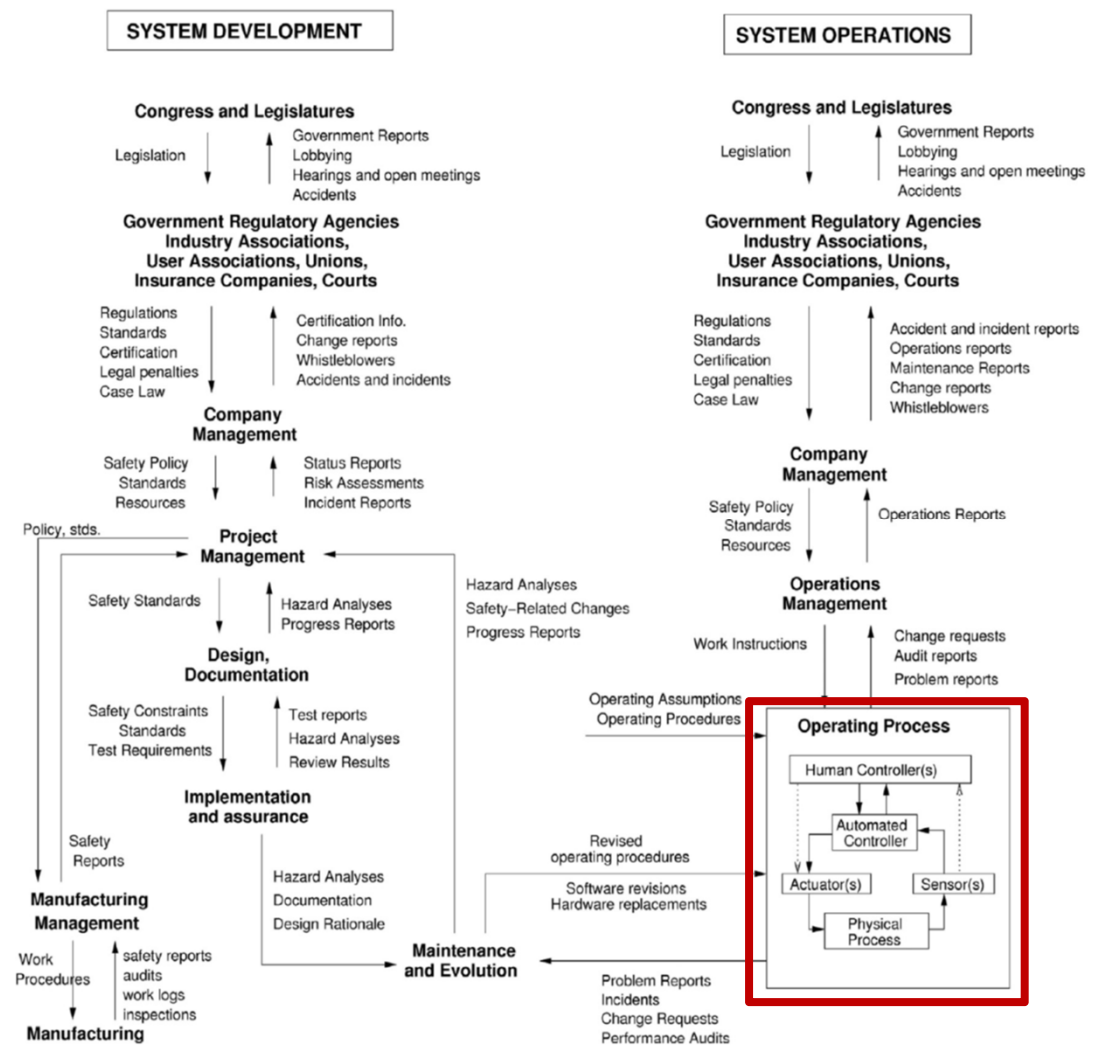 SYSTEM DEVELOPMENT
Congress and Legislatures
Legislation
Government Reports
Lobbying
Hearings and open meetings
Accidents
Government Regulatory Agencies
Industry Associations,
User Associations, Unions,
Insurance Companies, Courts
Regulations
Standards
Certification
Legal penalties
Case Law
Certification Info.
Change reports
Whistleblowers
Accidents and incidents
Company
Management
Safety Policy
Standards
Resources
Status Reports
Risk Assessments
Incident Reports
Policy, stds.
Project
Management
Safety Standards
Hazard Analyses
Progress Reports
Hazard Analyses
Safety-Related Changes
Progress Reports
Design,
Documentation
Safety Constraints
Standards
Test Requirements
Test reports
Hazard Analyses
Review Results
Implementation
and assurance
Safety
Reports
Hazard Analyses
Documentation
Design Rationale
Manufacturing
Management
Work
Procedures
safety reports
audits
work logs
inspections
Manufacturing
Maintenance
and Evolution
SYSTEM OPERATIONS
Congress and Legislatures
Legislation
Government Reports
Lobbying
Hearings and open meetings
Accidents
Government Regulatory Agencies
Industry Associations,
User Associations, Unions,
Insurance Companies, Courts
Regulations
Standards
Certification
Legal penalties
Case Law
Accident and incident reports
Operations reports
Maintenance Reports
Change reports
Whistleblowers
Company
Management
Safety Policy
Standards
Resources
Operations Reports
Operations
Management
Work Instructions
Change requests
Audit reports
Problem reports
Operating Assumptions
Operating Procedures
Operating Process
Human Controller(s)
Automated
Controller
Actuator(s)
Sensor(s)
Physical
Process
Revised
operating procedures
Software revisions
Hardware replacements
Problem Reports
Incidents
Change Requests
Performance Audits